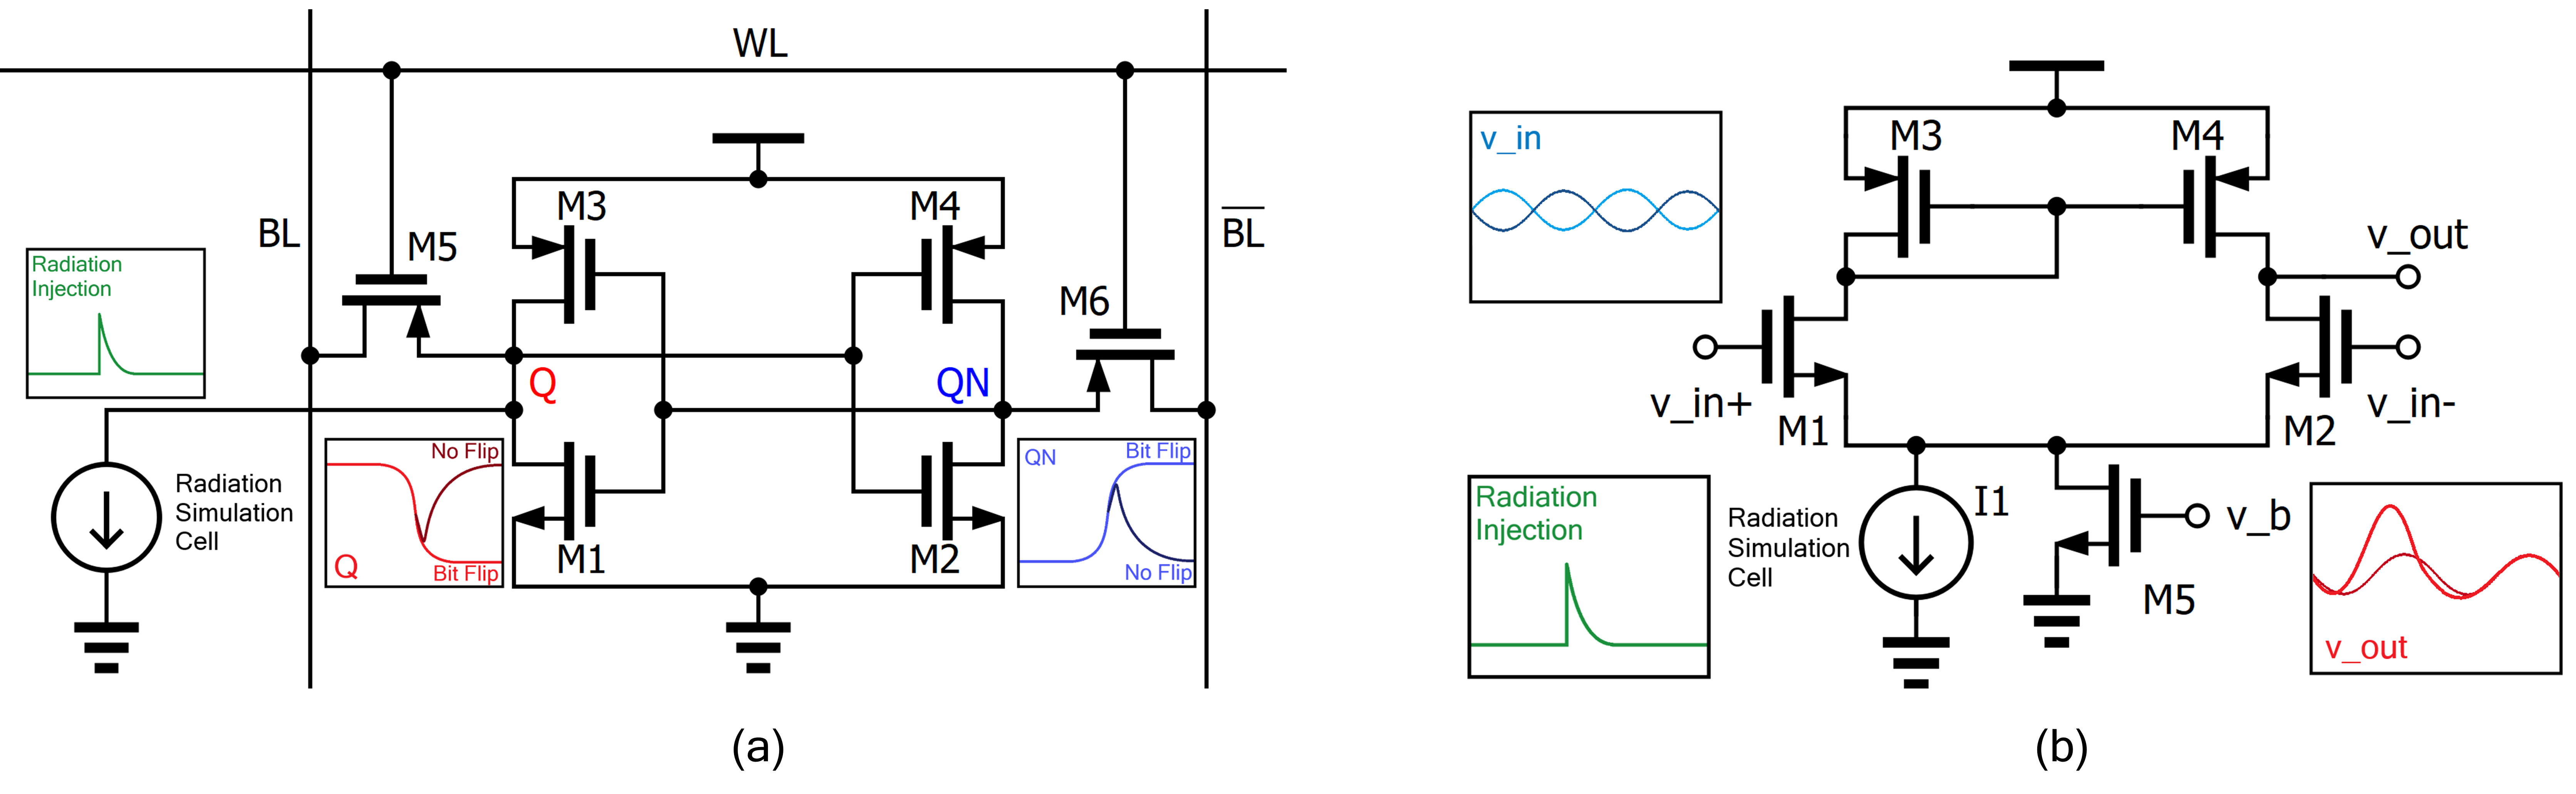 WL
BL
M5
M3
M4
M6
BL
Radiation
Injection
Q
QN
Radiation
Simulation
Cell
No Flip
Q
Bit Flip
M1
M2
QN
Bit Flip
No Flip
(a)
v_in
M3
M4
v_out
v_in+
M1
M2
v_in-
Radiation
Injection
Radiation
Simulation
Cell
I1
v_b
M5
v_out
(b)